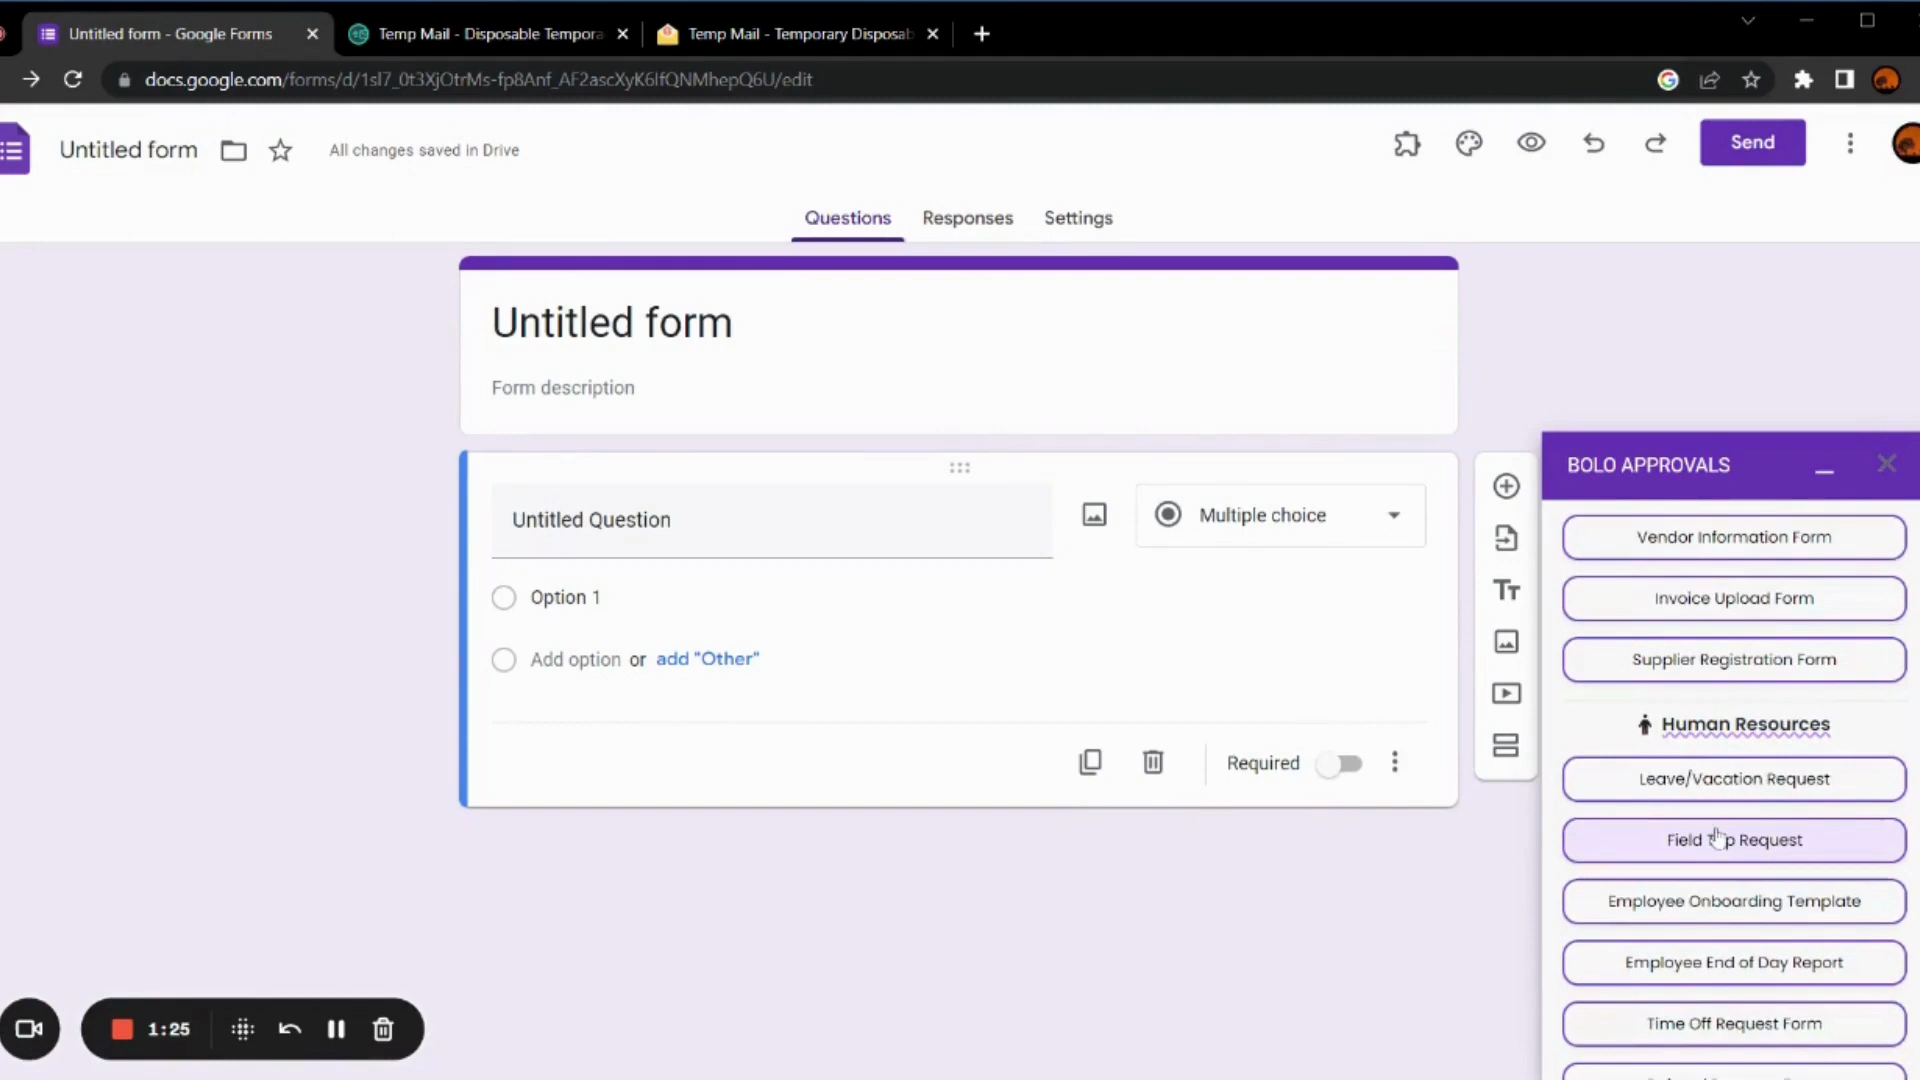 Untitled form - Google Forms
Temp Mail - Disposable Tempora
Temp Mail - Temporary Disposab
docs.google.com/forms/d/1sl7_0t3XjOtrMs-fp8Anf_AF2ascXyK6lfQNMhepQ6U/edit
Untitled form
All changes saved in Drive
Send
Questions
Responses
Settings
Untitled form
Form description
Untitled Question
Multiple choice
Option 1
Add option or add "Other"
Required
BOLO APPROVALS
Vendor Information Form
Invoice Upload Form
Supplier Registration Form
Human Resources
Leave/Vacation Request
Field Request
Employee Onboarding Template
Employee End of Day Report
Time Off Request Form
1:25